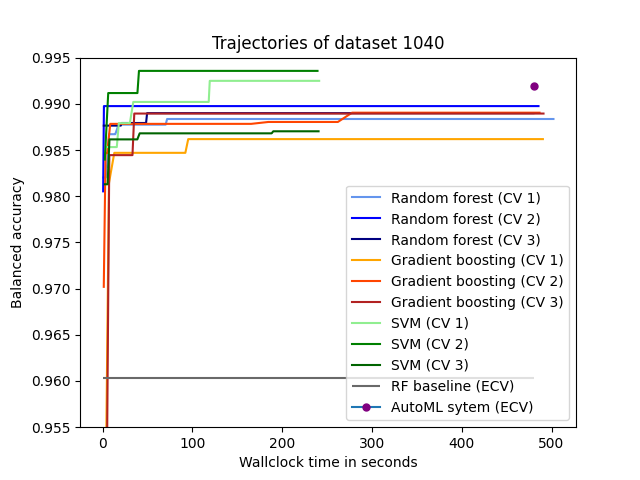 Trajectories of dataset 1040
0.995
0.990
0.985
0.980
0.975
0.970
0.965
0.960
0.955
Balanced accuracy
Random forest (CV 1)
Random forest (CV 2)
Random forest (CV 3)
Gradient boosting (CV 1)
Gradient boosting (CV 2)
Gradient boosting (CV 3)
SVM (CV 1)
SVM (CV 2)
SVM (CV 3)
RF baseline (ECV)
AutoML sytem (ECV)
0 100 200 300 400 500
Wallclock time in seconds